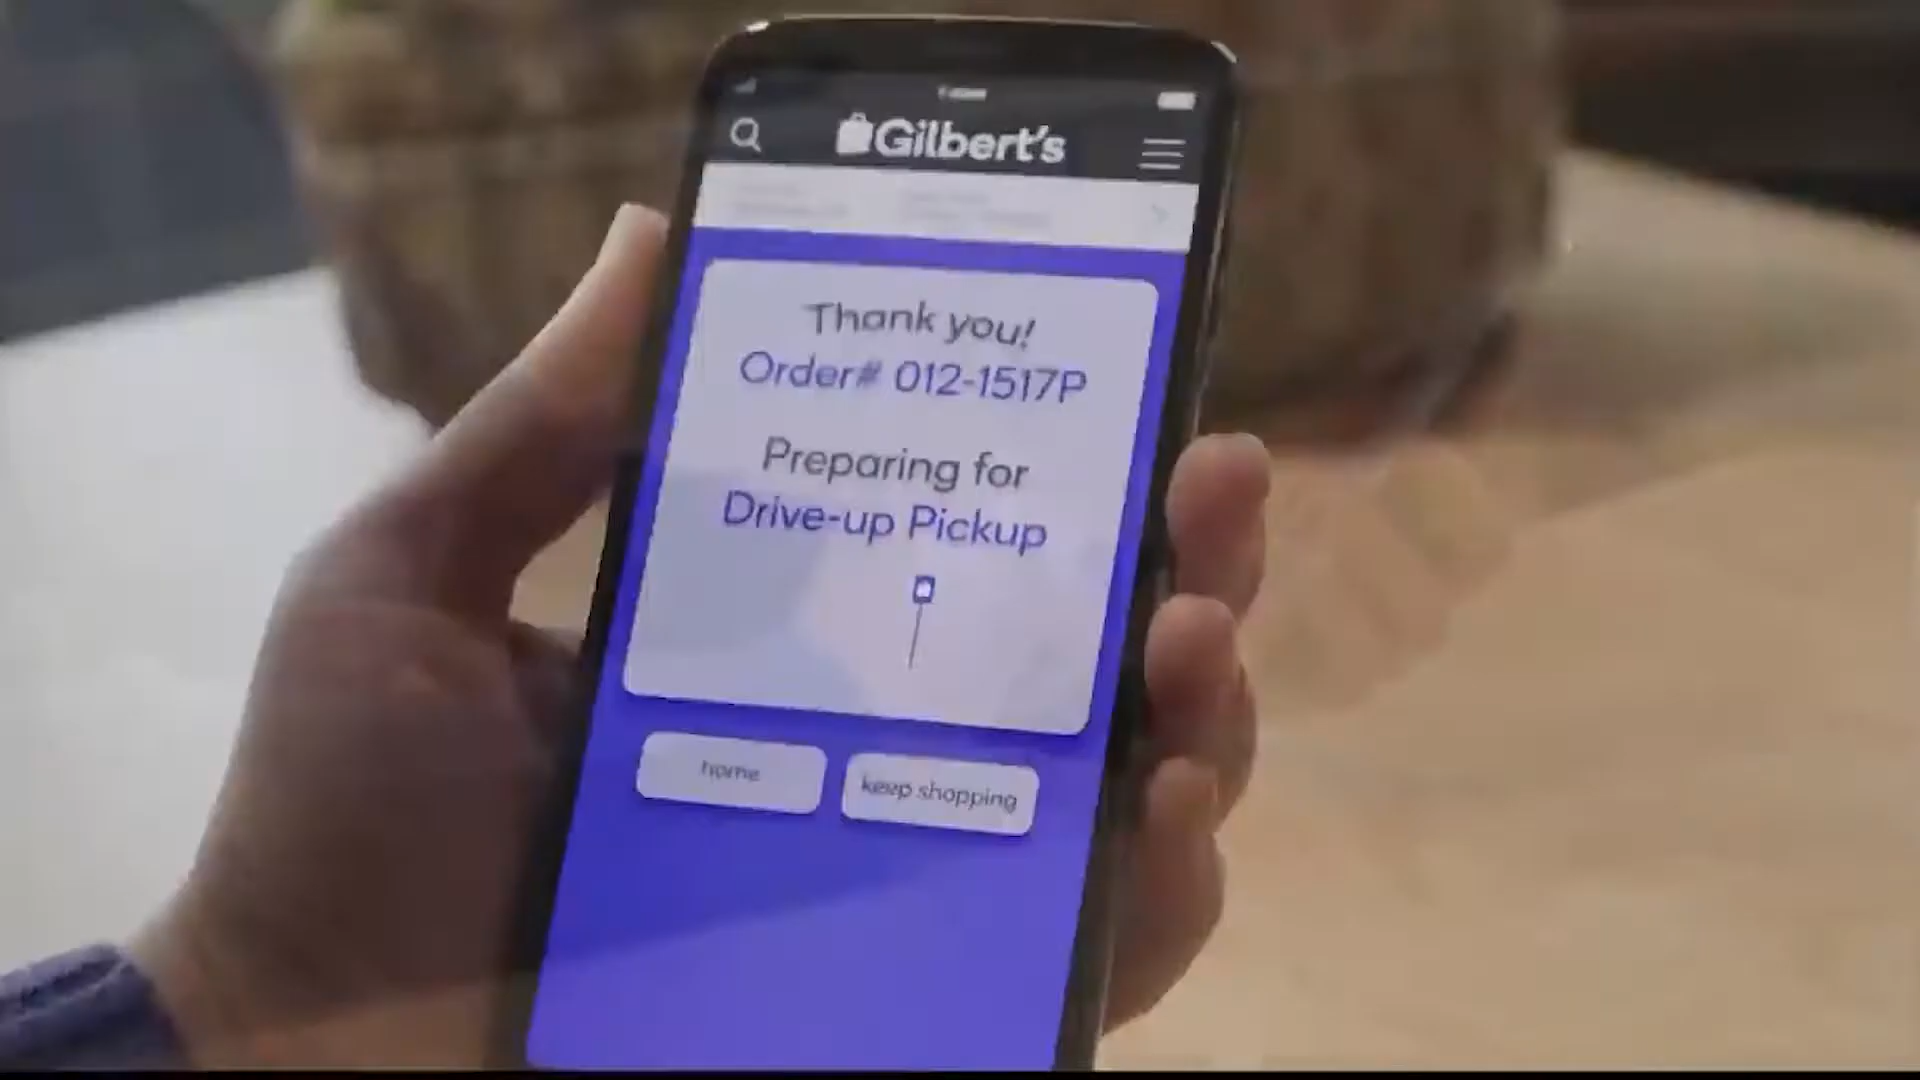 Gilbert's
Thank you!
Order# 012-1517P
Preparing for
Drive-up Pickup
home
keep shopping